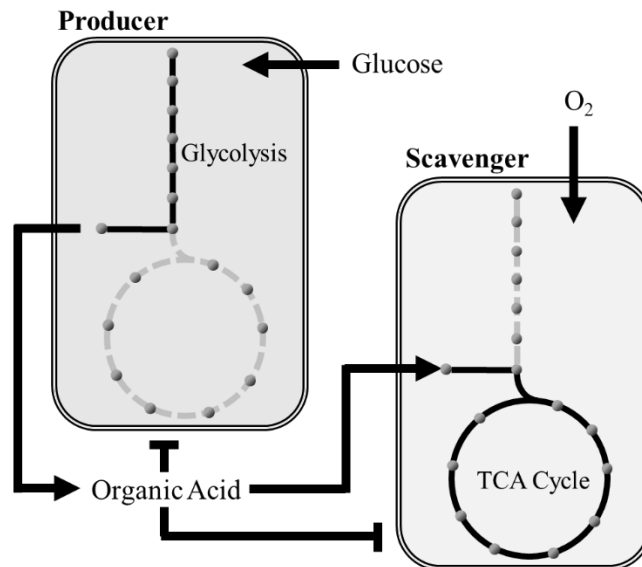 Producer
Glucose
Glycolysis
O₂
Scavenger
Organic Acid
TCA Cycle